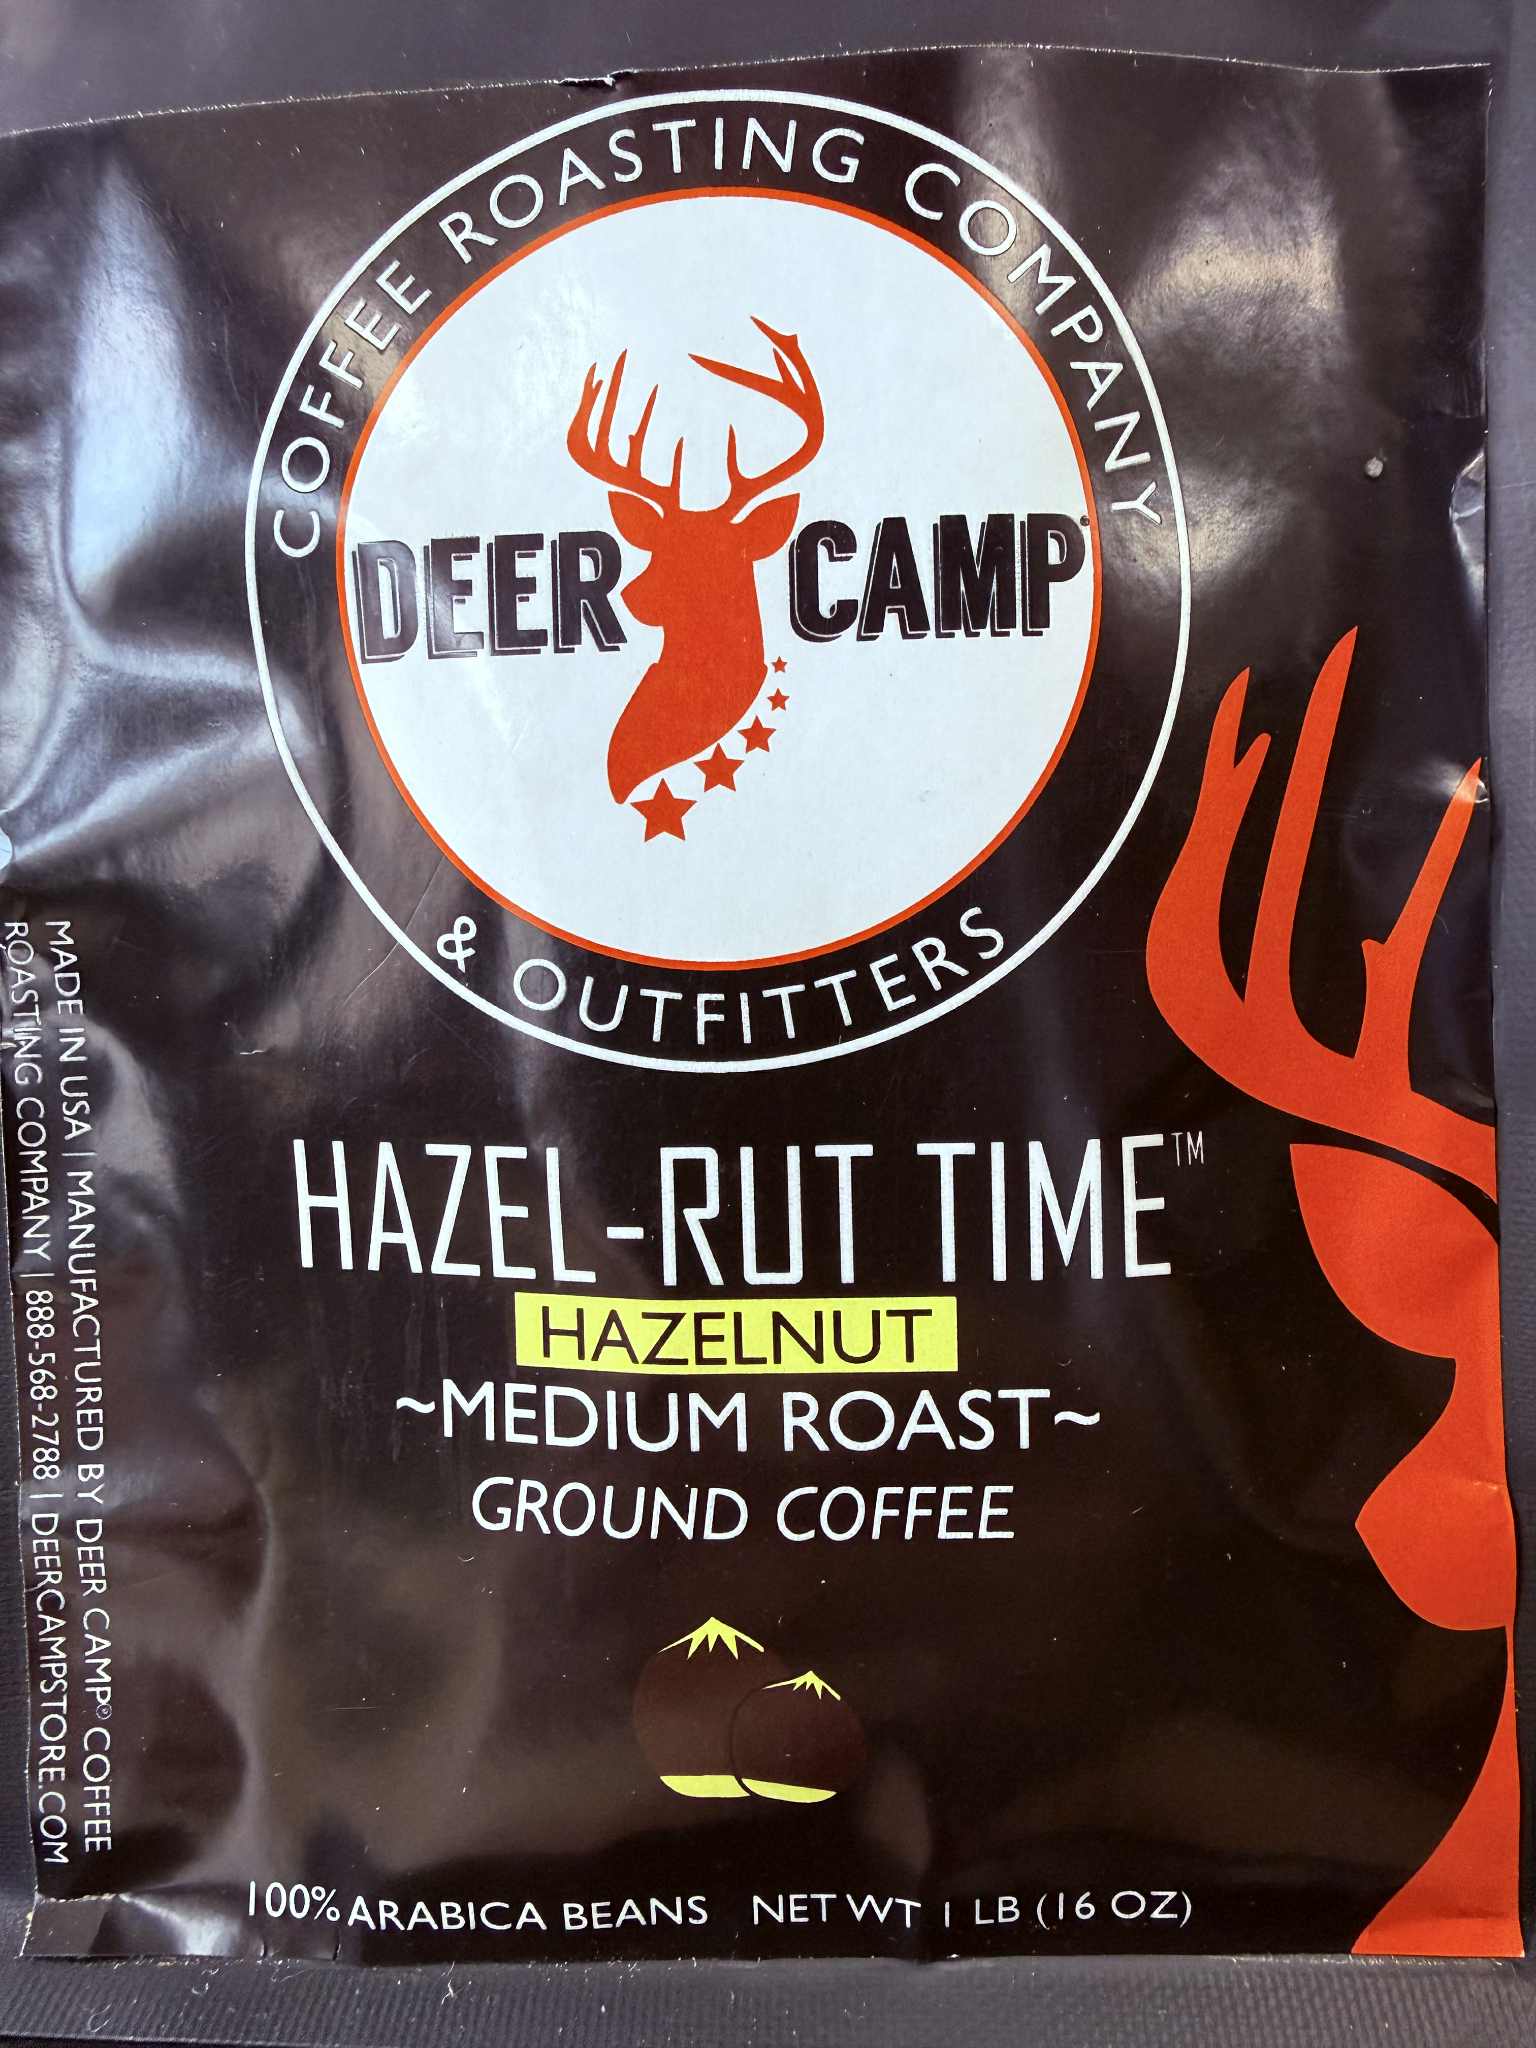 COFFEE ROASTING COMPANY
DEER CAMP®
& OUTFITTERS
HAZEL-RUT TIME™
HAZELNUT
~MEDIUM ROAST~
GROUND COFFEE
100% ARABICA BEANS NET WT 1 LB (16 OZ)
MADE IN USA | MANUFACTURED BY DEER CAMP® COFFEE
ROASTING COMPANY | 888-568-2788 | DEERCAMPSTORE.COM